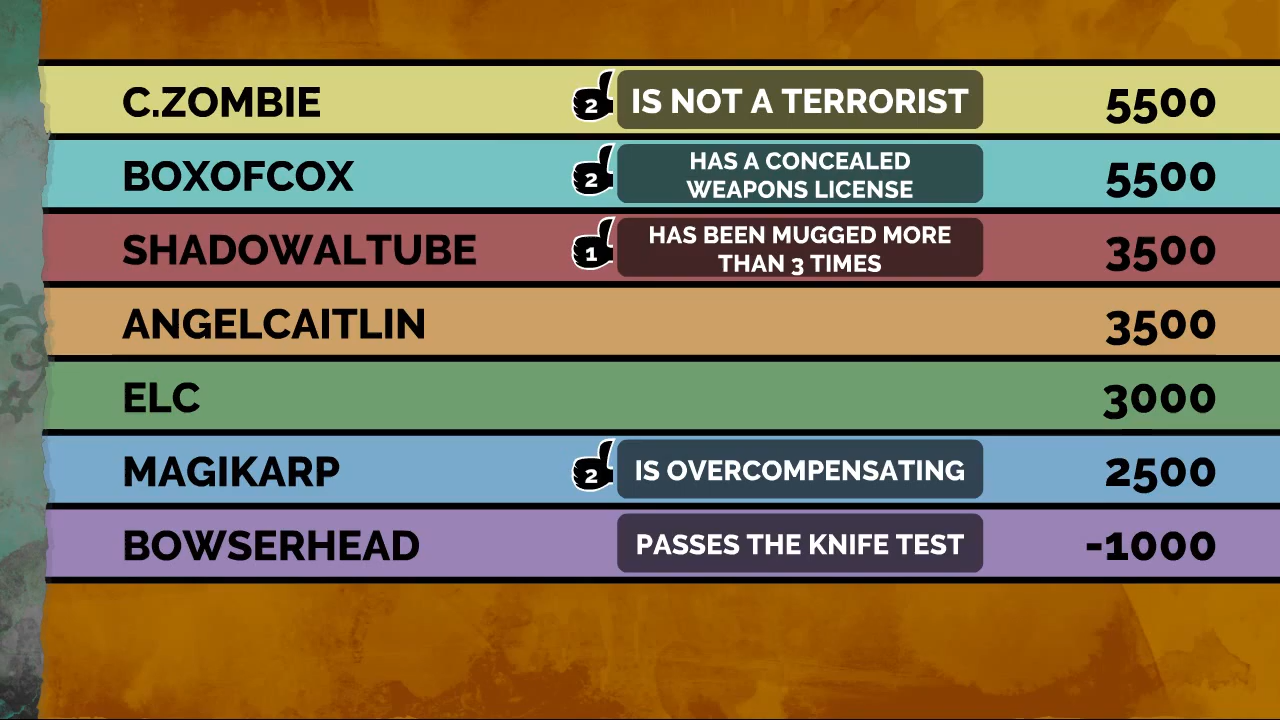 C.ZOMBIE 2 IS NOT A TERRORIST 5500
BOXOFCOX 2 HAS A CONCEALED
WEAPONS LICENSE 5500
SHADOWALTUBE 1 HAS BEEN MUGGED MORE
THAN 3 TIMES 3500
ANGELCAITLIN 3500
ELC 3000
MAGIKARP 2 IS OVERCOMPENSATING 2500
BOWSERHEAD PASSES THE KNIFE TEST -1000